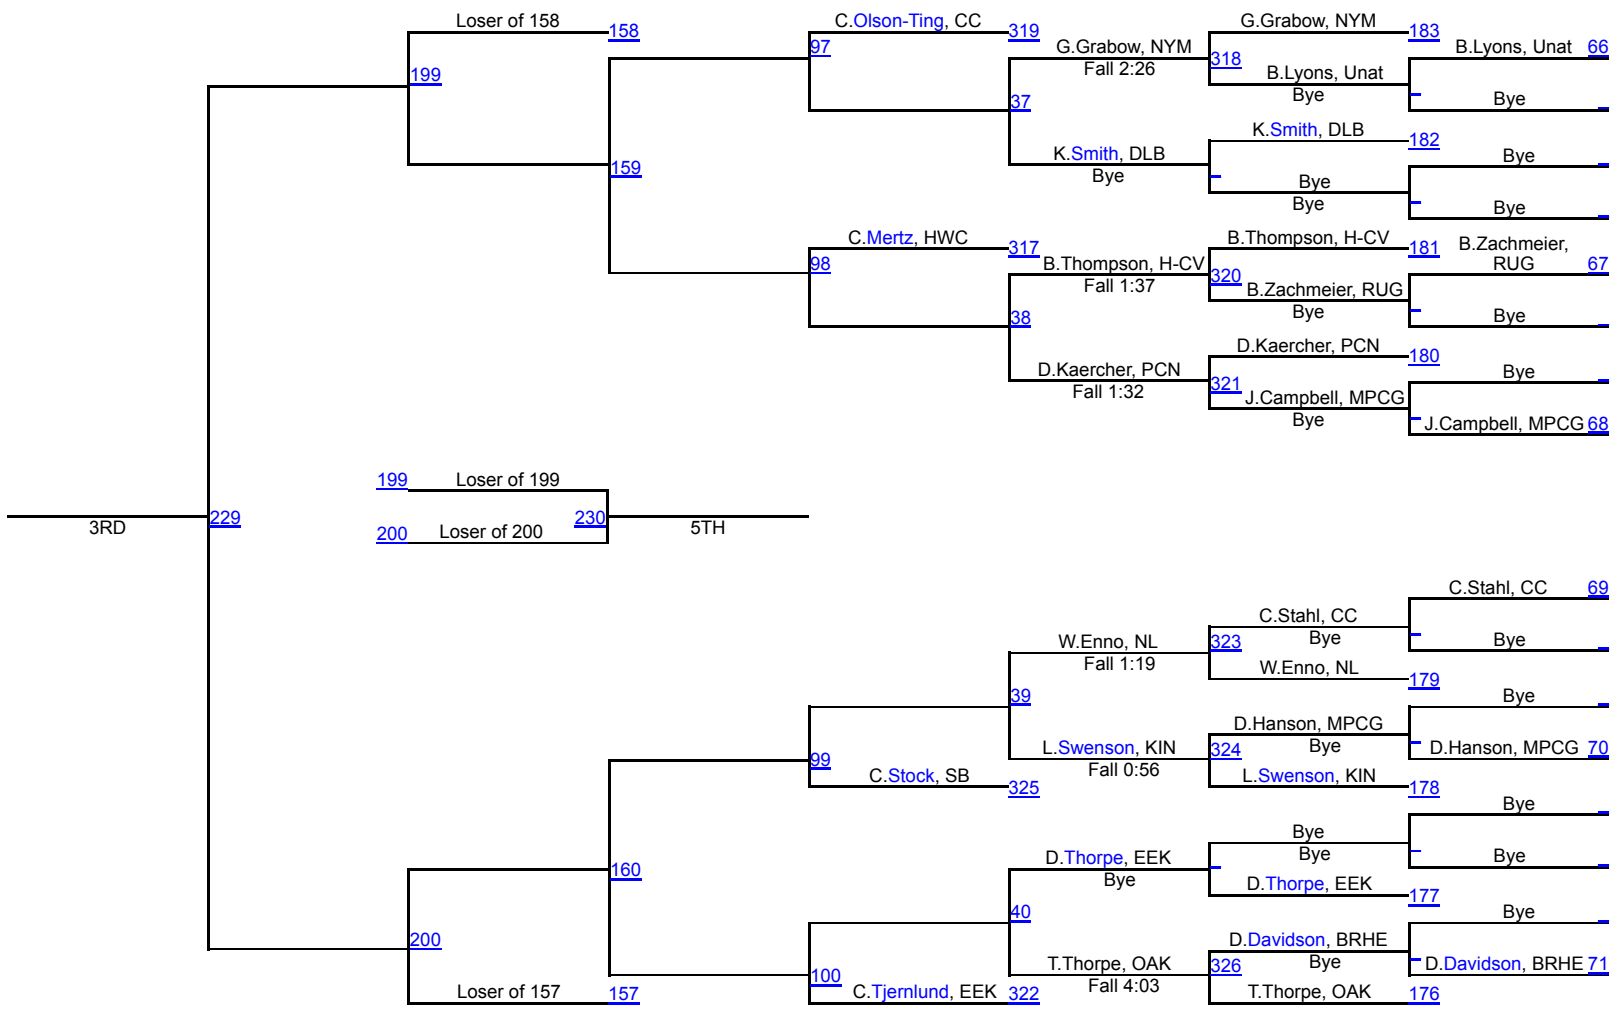 Loser of 158
158
199
159
C.Olson-Ting, CC
319
97
G.Grabow, NYM
Fall 2:26
37
K.Smith, DLB
Bye
G.Grabow, NYM
183
318
B.Lyons, Unat
Bye
K.Smith, DLB
182
Bye
Bye
B.Lyons, Unat
66
Bye
Bye
Bye
C.Mertz, HWC
317
98
B.Thompson, H-CV
Fall 1:37
38
D.Kaercher, PCN
Fall 1:32
B.Thompson, H-CV
181
320
B.Zachmeier, RUG
Bye
D.Kaercher, PCN
180
321
J.Campbell, MPCG
Bye
B.Zachmeier,
RUG
67
Bye
Bye
J.Campbell, MPCG
68
3RD
229
199
Loser of 199
200
Loser of 200
230
5TH
W.Enno, NL
Fall 1:19
39
L.Swenson, KIN
Fall 0:56
99
C.Stock, SB
325
C.Stahl, CC
Bye
323
W.Enno, NL
179
D.Hanson, MPCG
Bye
324
L.Swenson, KIN
178
C.Stahl, CC
69
Bye
Bye
D.Hanson, MPCG
70
160
200
Loser of 157
157
D.Thorpe, EEK
Bye
40
T.Thorpe, OAK
Fall 4:03
100
C.Tjernlund, EEK
322
Bye
Bye
D.Thorpe, EEK
177
D.Davidson, BRHE
Bye
326
T.Thorpe, OAK
176
Bye
Bye
Bye
D.Davidson, BRHE
71